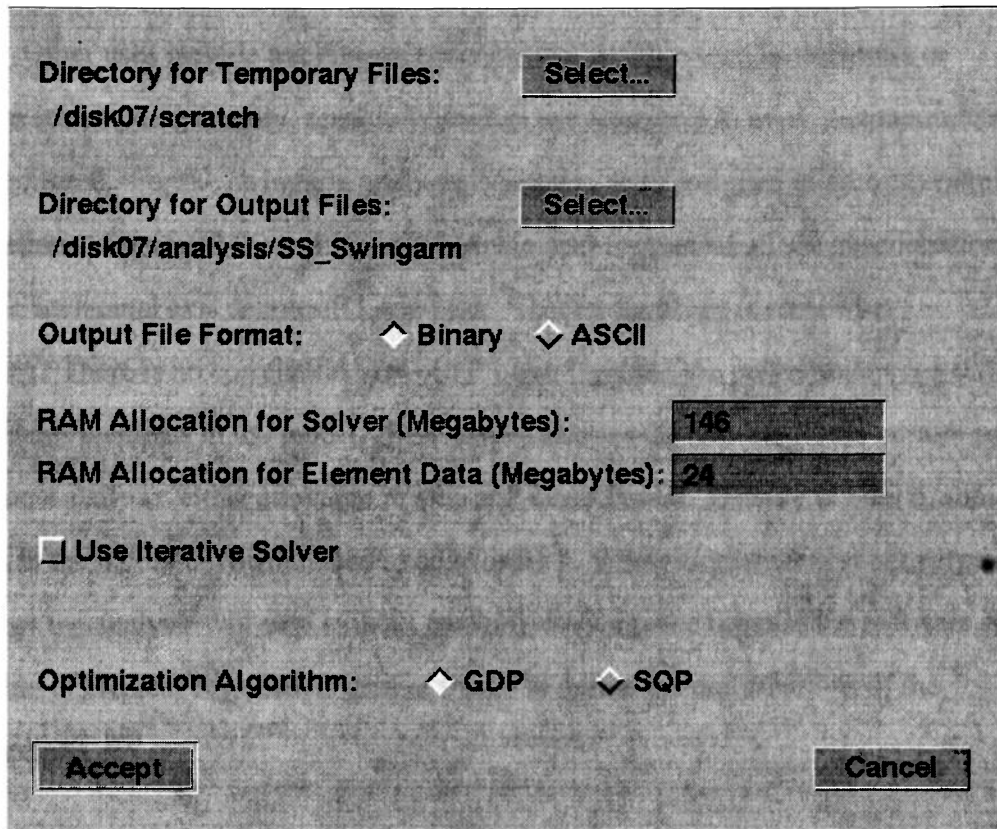 Directory for Temporary Files: Select...
/disk07/scratch
Directory for Output Files: Select...
/disk07/analysis/SS_Swingarm
Output File Format: Binary ASCII
RAM Allocation for Solver (Megabytes): 146
RAM Allocation for Element Data (Megabytes): 24
Use Iterative Solver
Optimization Algorithm: GDP SQP
Accept Cancel